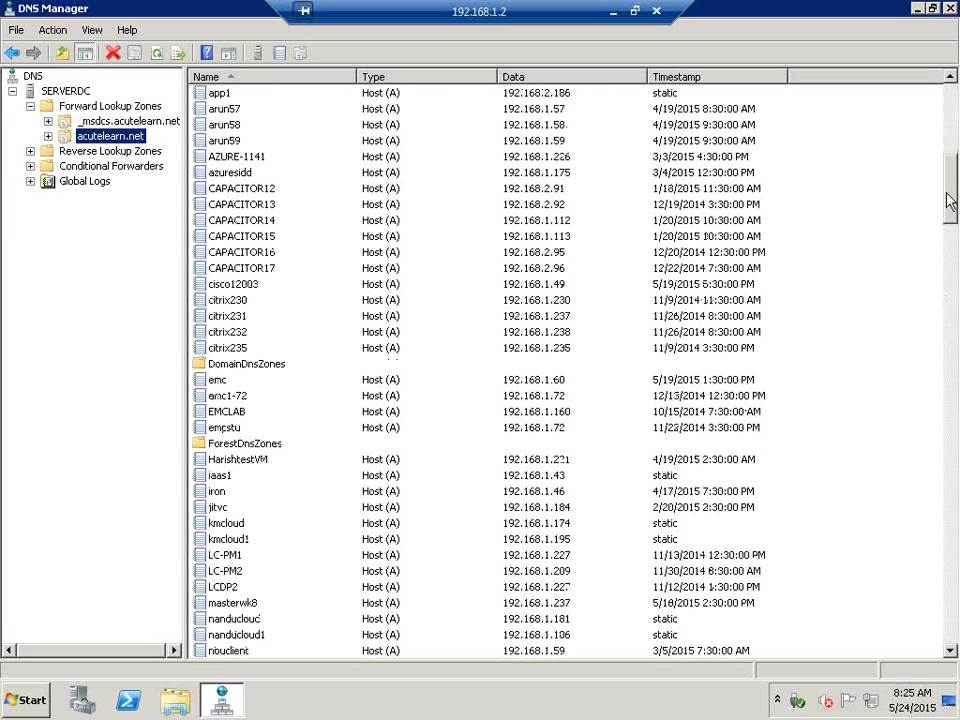 DNS Manager
192.168.1.2
File Action View Help
DNS
SERVERDC
Forward Lookup Zones
_msdcs.acutelearn.net
acutelearn.net
Reverse Lookup Zones
Conditional Forwarders
Global Logs
Name Type Data Timestamp
app1 Host (A) 192.168.2.186 static
arun57 Host (A) 192.168.1.57 4/19/2015 8:30:00 AM
arun58 Host (A) 192.168.1.58 4/19/2015 9:30:00 AM
arun59 Host (A) 192.168.1.59 4/19/2015 9:30:00 AM
AZURE-1141 Host (A) 192.168.1.226 3/3/2015 4:30:00 PM
azuresidd Host (A) 192.168.1.175 3/4/2015 12:30:00 PM
CAPACITOR12 Host (A) 192.168.2.91 1/18/2015 11:30:00 AM
CAPACITOR13 Host (A) 192.168.2.92 12/19/2014 3:30:00 PM
CAPACITOR14 Host (A) 192.168.1.112 1/20/2015 10:30:00 AM
CAPACITOR15 Host (A) 192.168.1.113 1/20/2015 10:30:00 AM
CAPACITOR16 Host (A) 192.168.2.95 12/20/2014 12:30:00 PM
CAPACITOR17 Host (A) 192.168.2.96 12/22/2014 7:30:00 AM
cisco12003 Host (A) 192.168.1.49 5/19/2015 5:30:00 PM
citrix230 Host (A) 192.168.1.230 11/9/2014 11:30:00 AM
citrix231 Host (A) 192.168.1.237 11/26/2014 8:30:00 AM
citrix232 Host (A) 192.168.1.238 11/26/2014 8:30:00 AM
citrix235 Host (A) 192.168.1.235 11/9/2014 3:30:00 PM
DomainDnsZones
emc Host (A) 192.168.1.60 5/19/2015 1:30:00 PM
emc1-72 Host (A) 192.168.1.72 12/13/2014 12:30:00 PM
EMCLAB Host (A) 192.168.1.160 10/15/2014 7:30:00 AM
empstu Host (A) 192.168.1.72 11/22/2014 3:30:00 PM
ForestDnsZones
HarishtestVM Host (A) 192.168.1.221 4/19/2015 2:30:00 AM
iaas1 Host (A) 192.168.1.43 static
iron Host (A) 192.168.1.46 4/17/2015 7:30:00 PM
jitvc Host (A) 192.168.1.184 2/20/2015 2:30:00 PM
kmcloud Host (A) 192.168.1.174 static
kmcloud1 Host (A) 192.168.1.195 static
LC-PM1 Host (A) 192.168.1.227 11/13/2014 12:30:00 PM
LC-PM2 Host (A) 192.168.1.209 11/30/2014 AM
LCDP2 Host (A) 192.168.1.227 11/12/2014 1:30:00 PM
masterwk8 Host (A) 192.168.1.237 2:30:00 PM
nanducloud Host (A) 192.168.1.181 static
nanducloud1 Host (A) 192.168.1.106 static
nbuclient Host (A) 192.168.1.59 3/5/2015 7:30:00 AM
Start
8:25 AM
5/24/2015